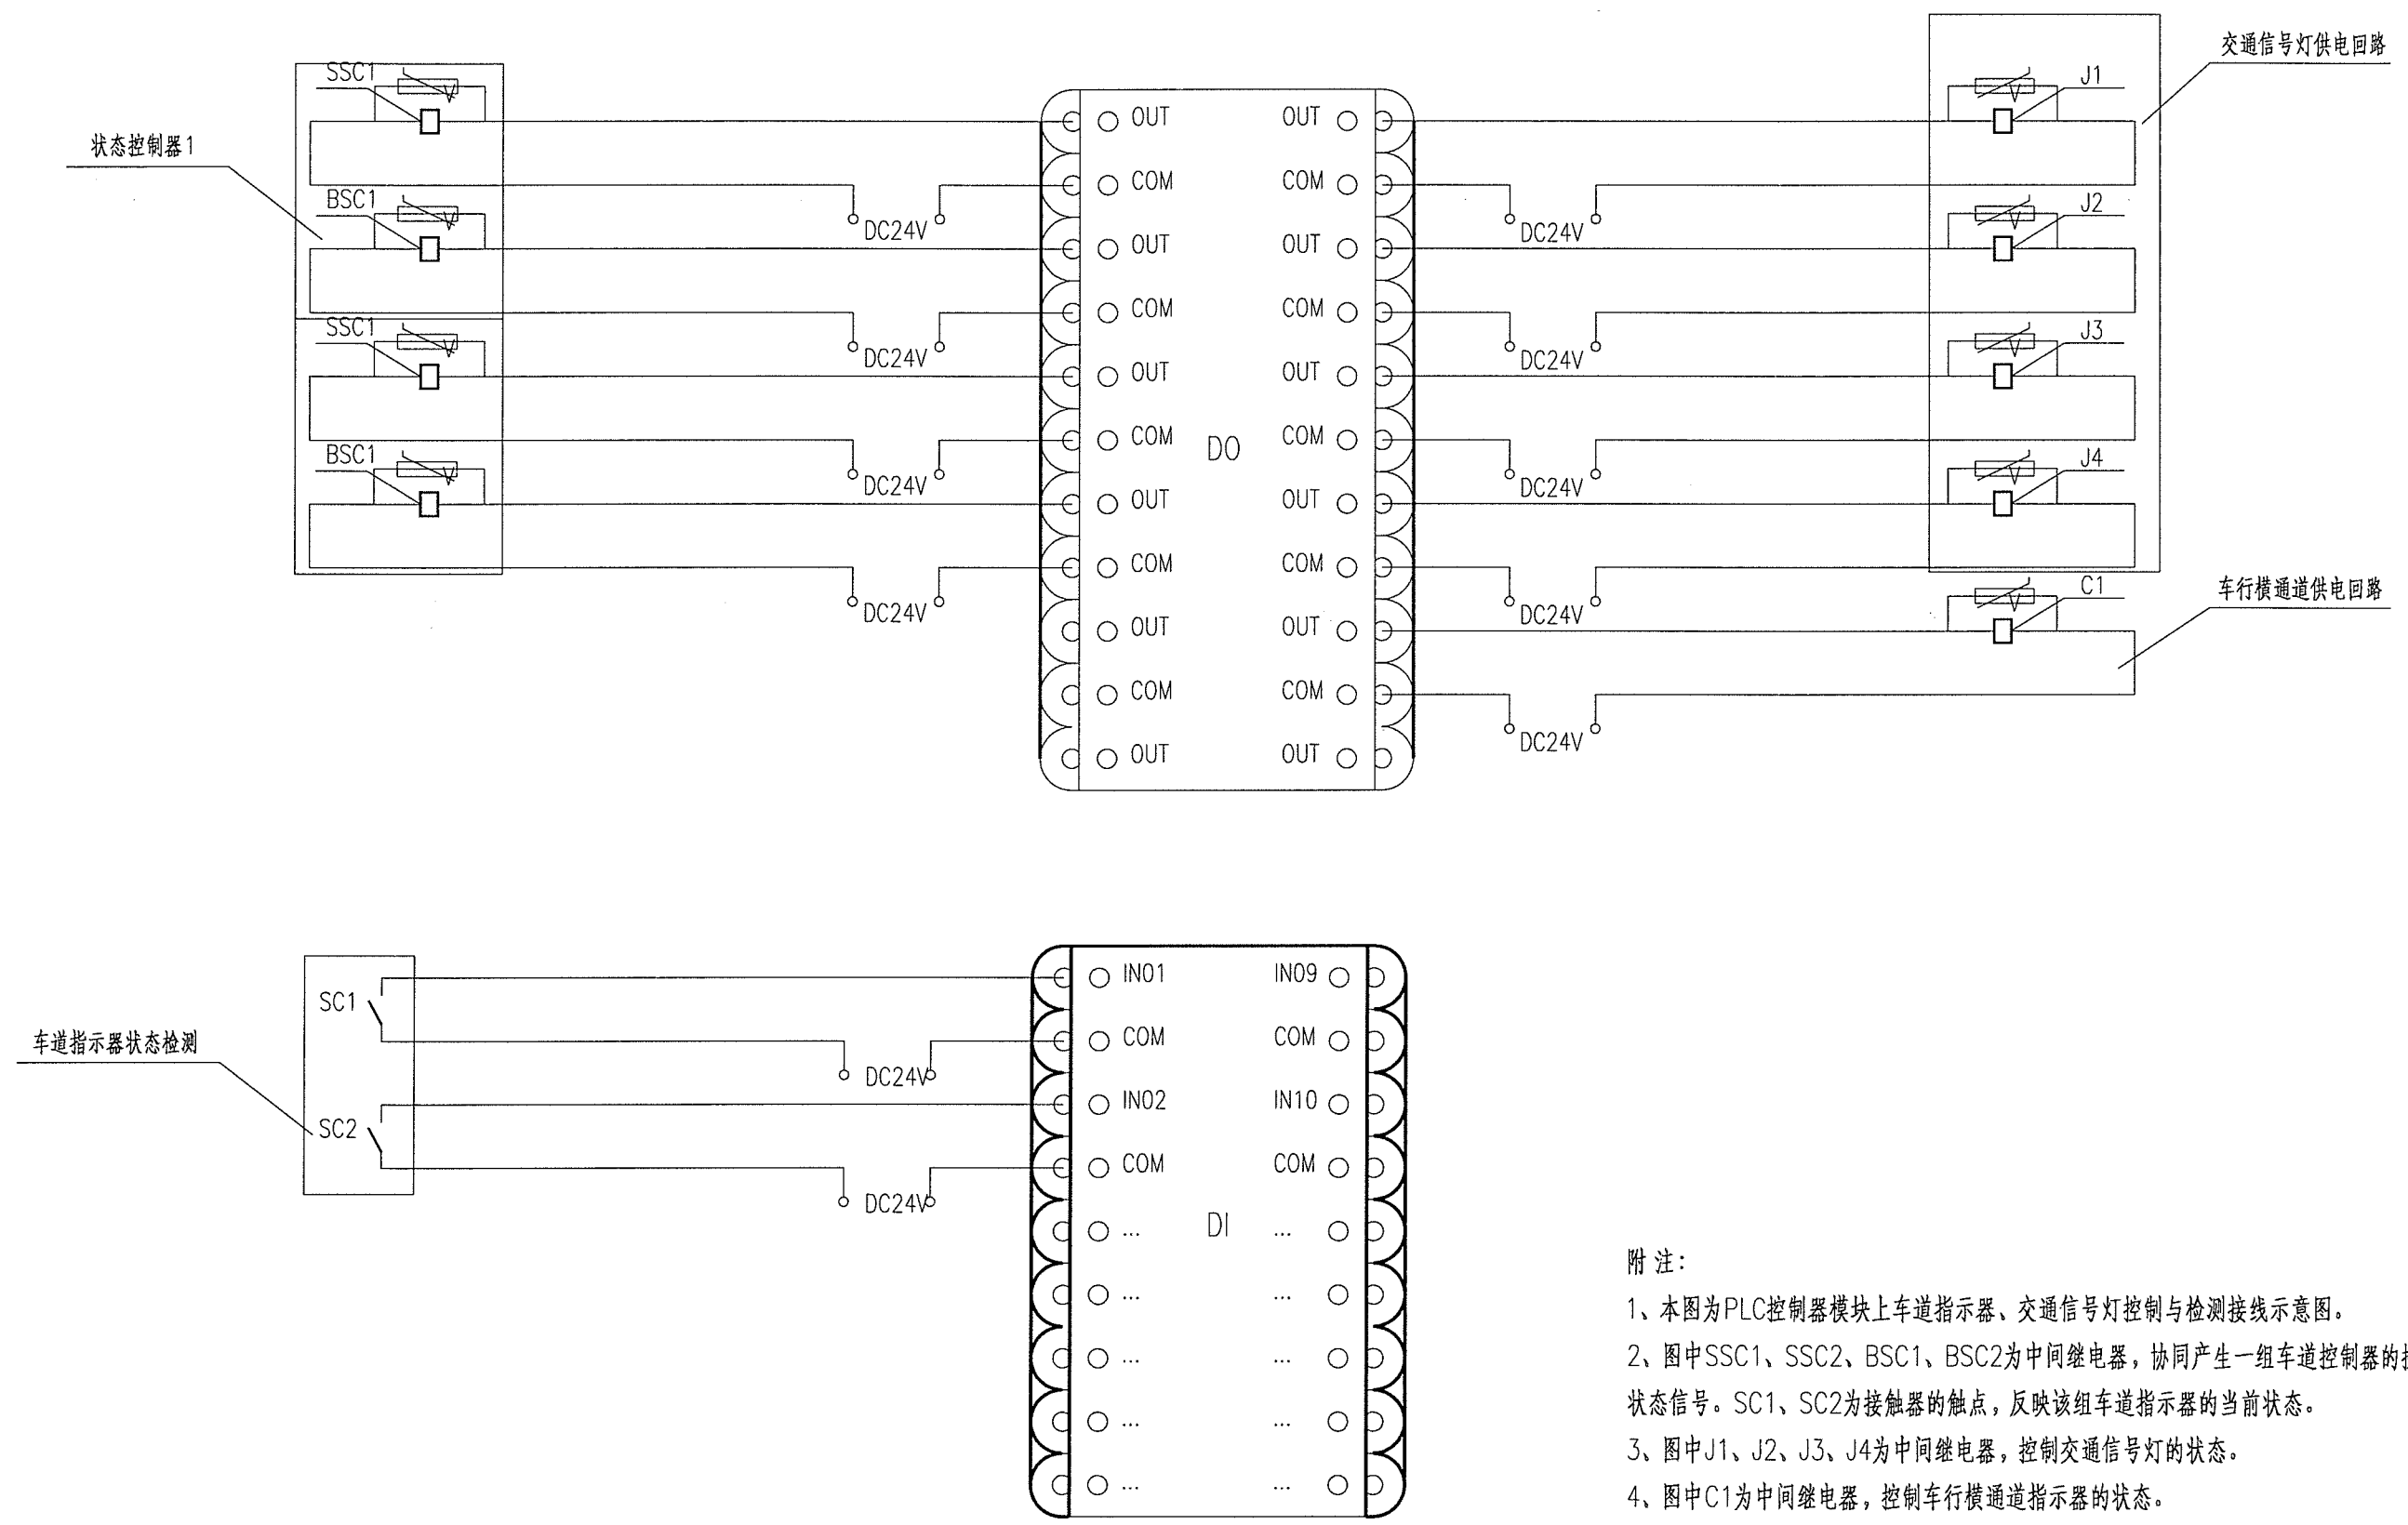 交通信号灯供电回路
SSC1
J1
OUT
OUT
状态控制器1
COM
COM
BSC1
J2
DC24V
DC24V
OUT
OUT
COM
COM
SSC1
J3
DC24V
DC24V
OUT
OUT
COM
DO
COM
BSC1
J4
DC24V
DC24V
OUT
OUT
COM
COM
C1
车行横通道供电回路
DC24V
DC24V
OUT
OUT
COM
COM
DC24V
OUT
OUT
IN01
IN09
SC1
车道指示器状态检测
COM
COM
DC24V
IN02
IN10
SC2
COM
COM
DC24V
...
DI
...
...
...
...
...
...
...
...
...
附 注：
1、本图为PLC控制器模块上车道指示器、交通信号灯控制与检测接线示意图。
2、图中SSC1、SSC2、BSC1、BSC2为中间继电器，协同产生一组车道控制器的
状态信号。SC1、SC2为接触器的触点，反映该组车道指示器的当前状态。
3、图中J1、J2、J3、J4为中间继电器，控制交通信号灯的状态。
4、图中C1为中间继电器，控制车行横通道指示器的状态。